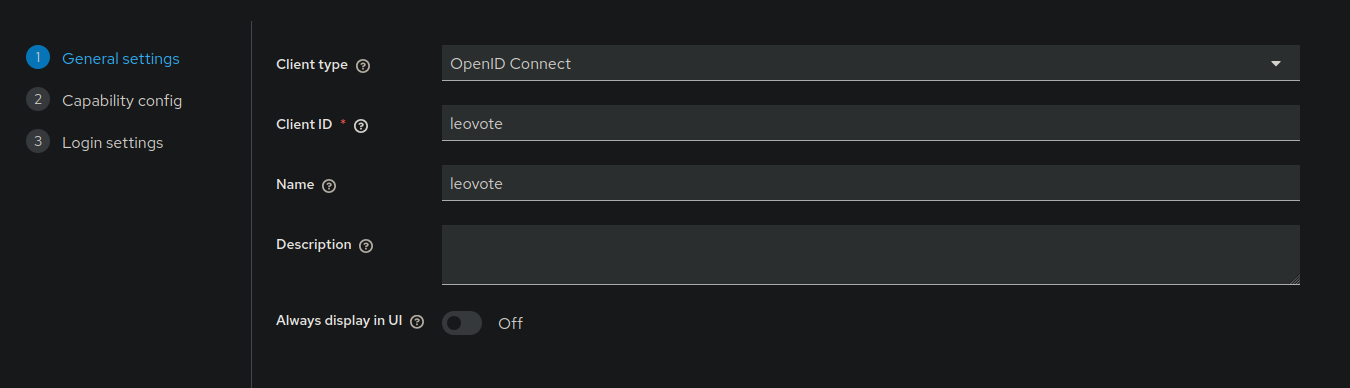 1 General settings
2 Capability config
3 Login settings
Client type ? OpenID Connect
Client ID * ? leovote
Name ? leovote
Description ?
Always display in UI ? Off